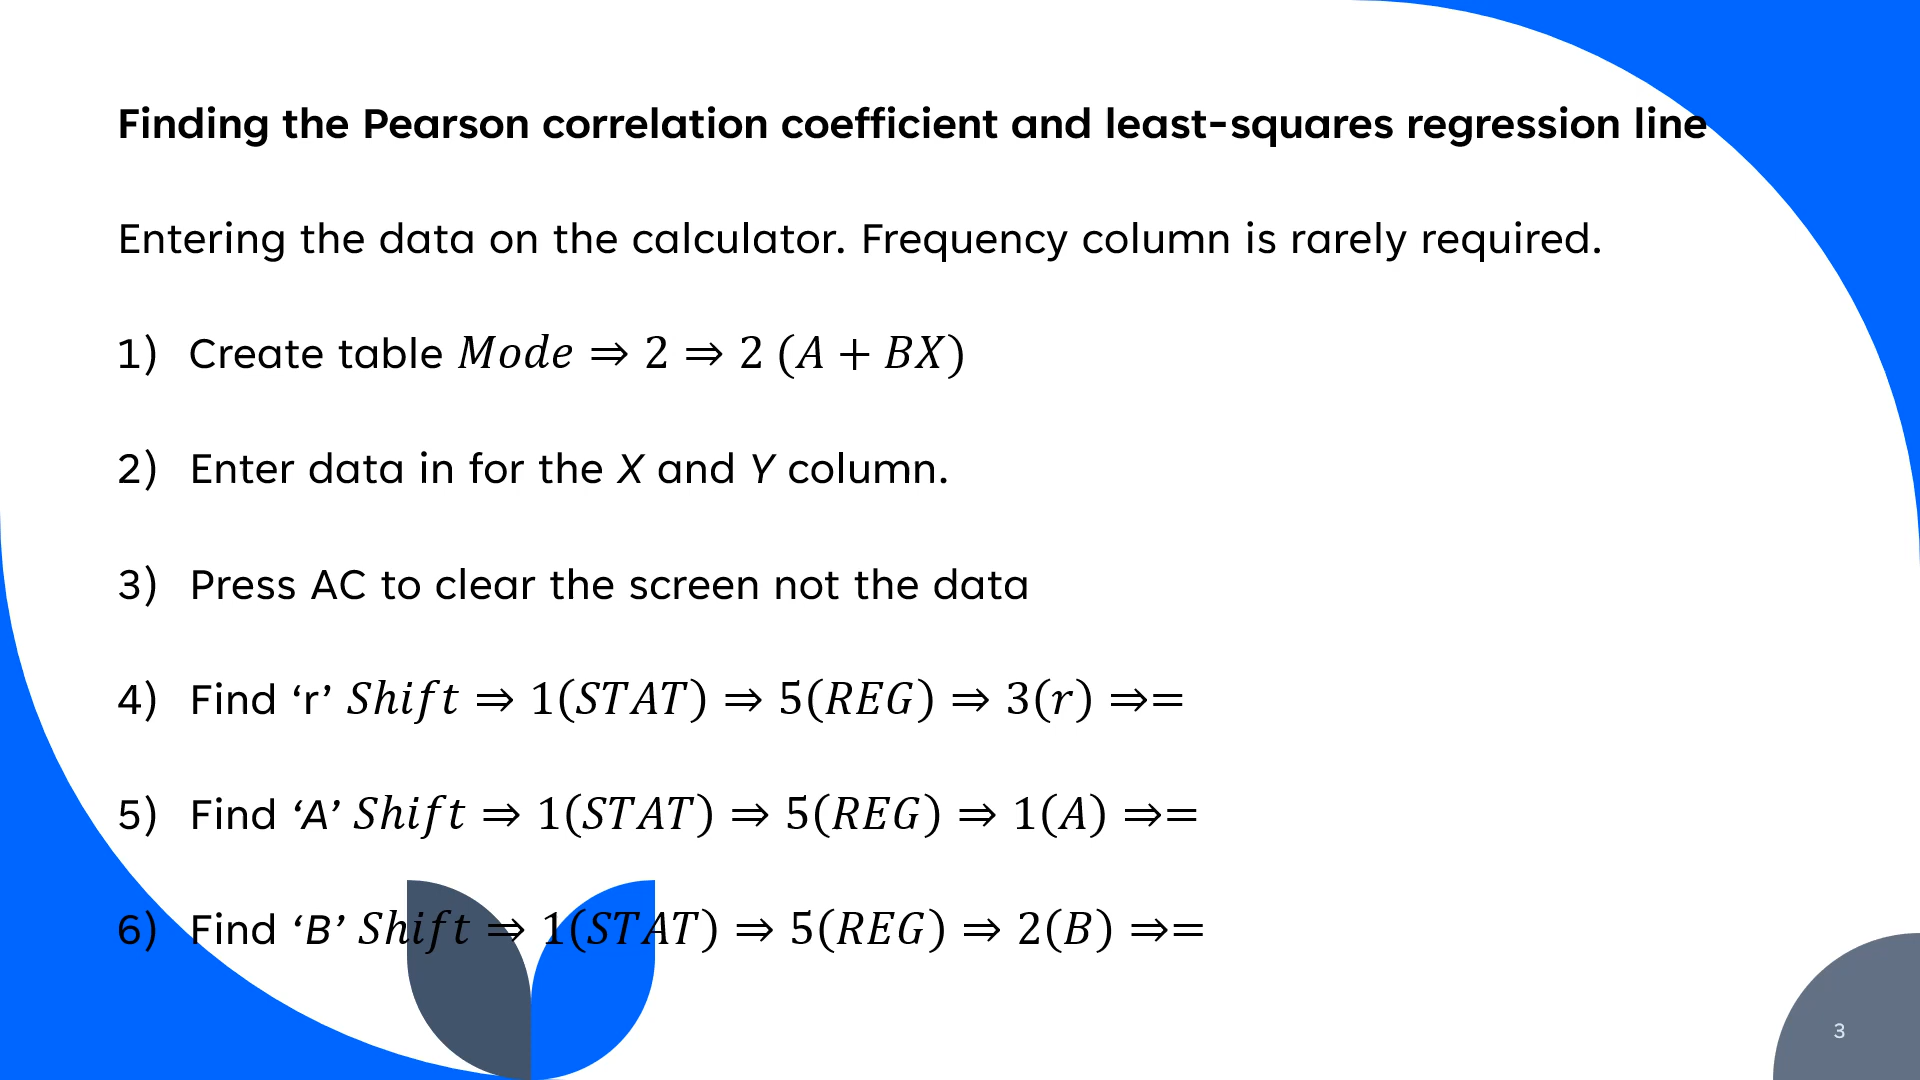 Finding the Pearson correlation coefficient and least-squares regression line
Entering the data on the calculator. Frequency column is rarely required.
1) Create table Mode ⇒ 2 ⇒ 2 (A + BX)
2) Enter data in for the X and Y column.
3) Press AC to clear the screen not the data
4) Find ‘r’ Shift ⇒ 1(STAT) ⇒ 5(REG) ⇒ 3(r) ⇒=
5) Find ‘A’ Shift ⇒ 1(STAT) ⇒ 5(REG) ⇒ 1(A) ⇒=
6) Find ‘B’ Shift ⇒ 1(STAT) ⇒ 5(REG) ⇒ 2(B) ⇒=
3